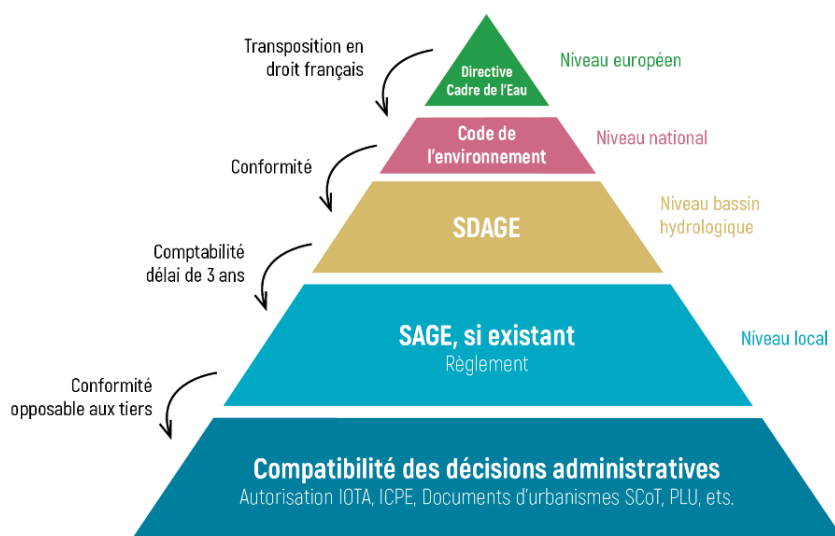 Transposition en
droit français
Directive
Cadre de l'Eau
Niveau européen
Conformité
Code de
l'environnement
Niveau national
Comptabilité
délai de 3 ans
SDAGE
Niveau bassin
hydrologique
Conformité
opposable aux tiers
SAGE, si existant
Règlement
Niveau local
Compatibilité des décisions administratives
Autorisation IOTA, ICPE, Documents d'urbanismes SCoT, PLU, ets.